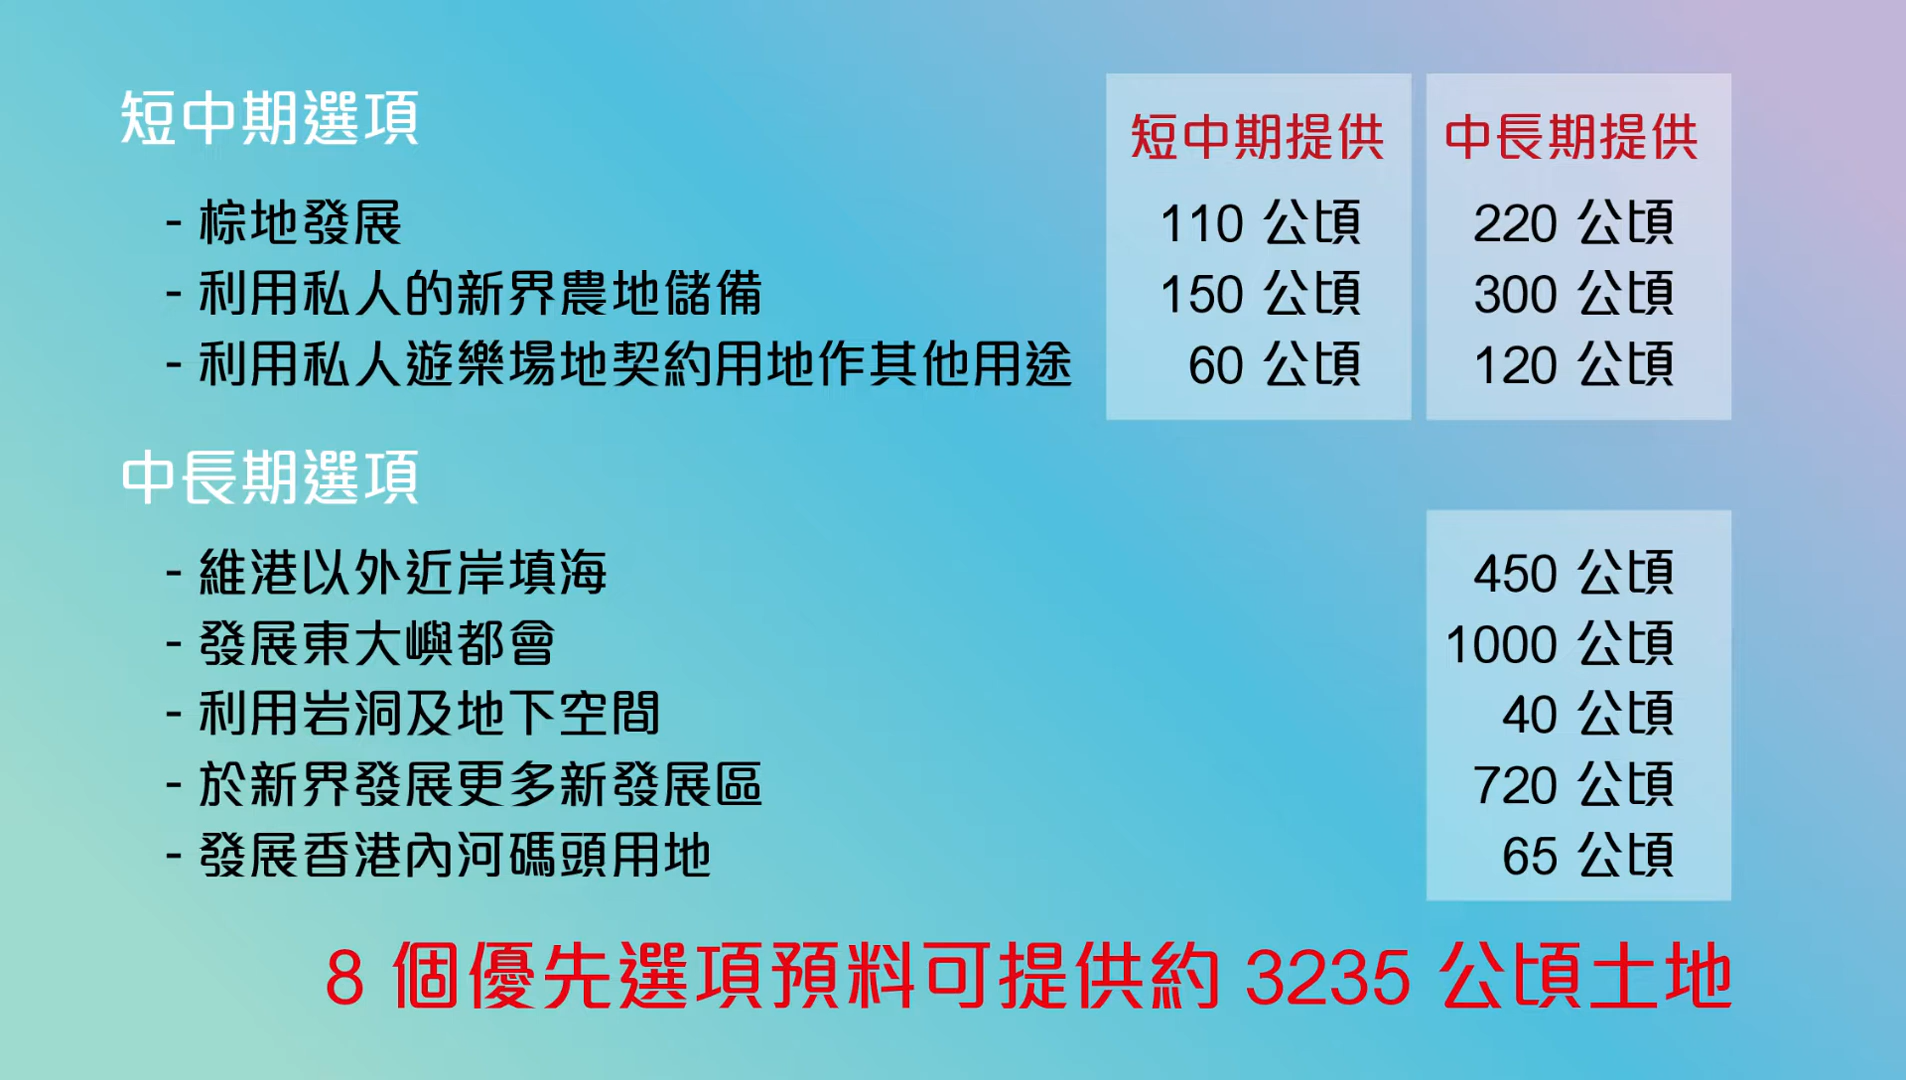 短中期選項 短中期提供 中長期提供
- 棕地發展 110 公頃 220 公頃
- 利用私人的新界農地儲備 150 公頃 300 公頃
- 利用私人遊樂場地契約用地作其他用途 60 公頃 120 公頃
中長期選項
- 維港以外近岸填海 450 公頃
- 發展東大嶼都會 1000 公頃
- 利用岩洞及地下空間 40 公頃
- 於新界發展更多新發展區 720 公頃
- 發展香港內河碼頭用地 65 公頃
8 個優先選項預料可提供約 3235 公頃土地